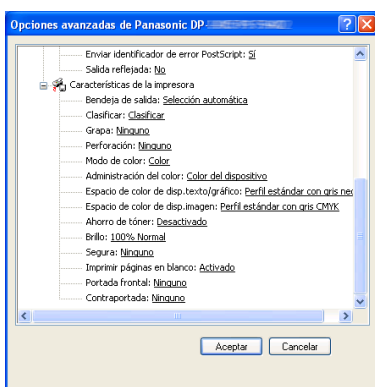 Opciones avanzadas de Panasonic DP-
Enviar identificador de error PostScript: Sí
Salida reflejada: No
Características de la impresora
Bendeja de salida: Selección automática
Clasificar: Clasificar
Grapa: Ninguno
Perforación: Ninguno
Modo de color: Color
Administración del color: Color del dispositivo
Espacio de color de disp.texto/gráfico: Perfil estándar con gris neg
Espacio de color de disp.imagen: Perfil estándar con gris CMYK
Ahorro de tóner: Desactivado
Brillo: 100% Normal
Segura: Ninguno
Imprimir páginas en blanco: Activado
Portada frontal: Ninguno
Contraportada: Ninguno
Aceptar Cancelar